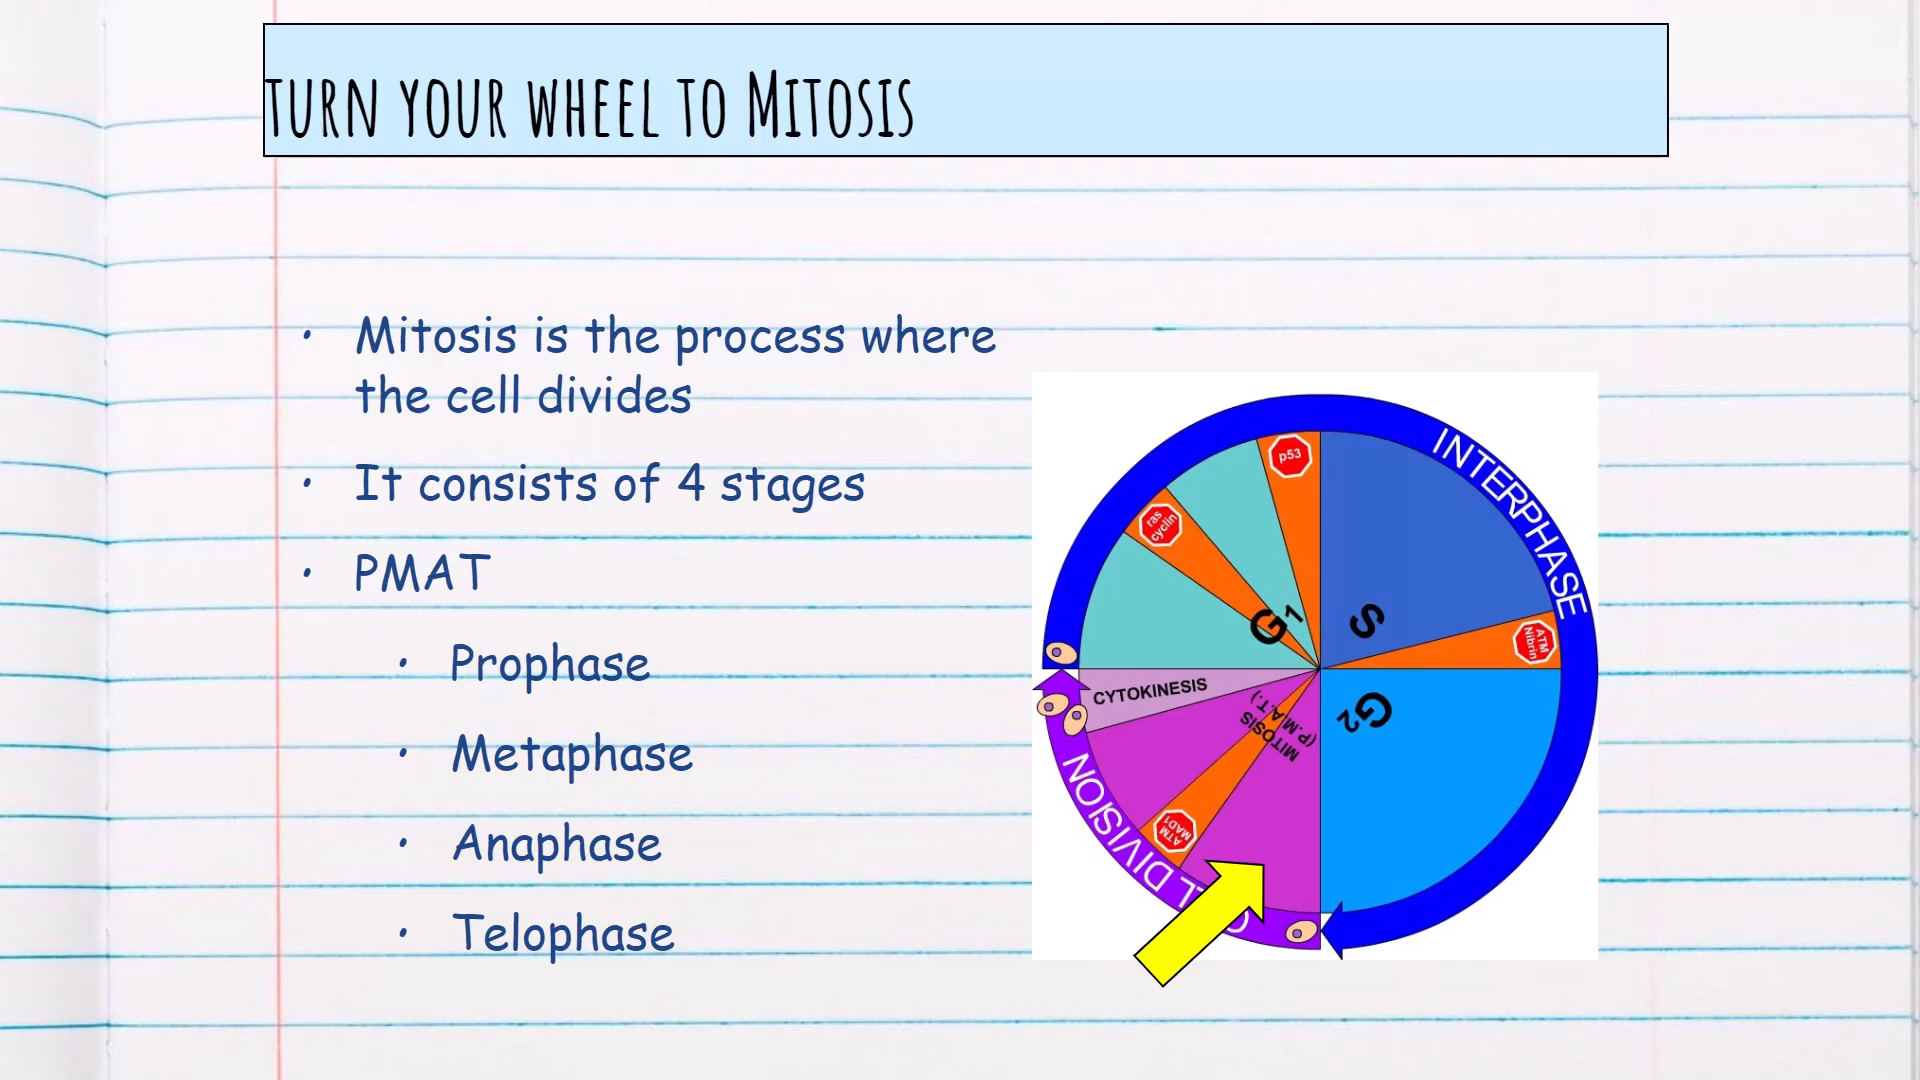 TURN YOUR WHEEL TO MITOSIS
• Mitosis is the process where
the cell divides
• It consists of 4 stages
• PMAT
• Prophase
• Metaphase
• Anaphase
• Telophase
INTERPHASE
p53
ras
cyclin
G1
S
ATM
Nibrin
CYTOKINESIS
G2
MITOSIS
(P.M.A.T.)
ATM
MAD1
L DIVISION